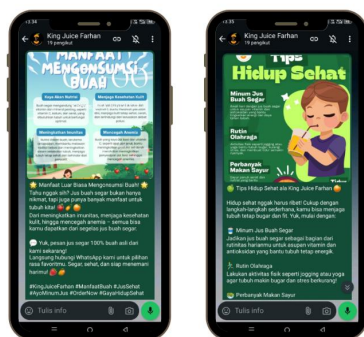 13.34
King Juice Farhan
19 pengikut
MANFAAT
MENGONSUMSI
BUAH
Kaya Akan Nutrisi
Menjaga Kesehatan Kulit
Meningkatkan Imunitas
Mencegah Anemia
🌟 Manfaat Luar Biasa Mengonsumsi Buah! 🌟
Tahu nggak sih? Jus buah segar bukan hanya
nikmat, tapi juga punya banyak manfaat untuk
tubuh kita! 🍎🍊🥭
Dari meningkatkan imunitas, menjaga kesehatan
kulit, hingga mencegah anemia – semua bisa
kamu dapatkan dari segelas jus buah segar.
💬 Yuk, pesan jus segar 100% buah asli dari
kami sekarang!
Langsung hubungi WhatsApp kami untuk pilihan
rasa favoritmu. Segar, sehat, dan siap menemani
harimu! 🍎🍊
#KingJuiceFarhan #ManfaatBuah #JusSehat
#AyoMinumJus #OrderNow #GayaHidupSehat
Tulis info
13.35
King Juice Farhan
19 pengikut
Tips
Hidup Sehat
Minum Jus
Buah Segar
Rutin
Olahraga
Perbanyak
Makan Sayur
🍏 Tips Hidup Sehat ala King Juice Farhan 🍊
Hidup sehat nggak harus ribet! Cukup dengan
langkah-langkah sederhana, kamu bisa menjaga
tubuh tetap bugar dan fit. Yuk, mulai dengan:
🥤 Minum Jus Buah Segar
Jadikan jus buah segar sebagai bagian dari
rutinitas harianmu untuk asupan vitamin dan
antioksidan yang bantu tubuh tetap energik.
🏃 Rutin Olahraga
Lakukan aktivitas fisik seperti jogging atau yoga
agar tubuh makin bugar dan stres berkurang!
🥗 Perbanyak Makan Sayur
Tulis info